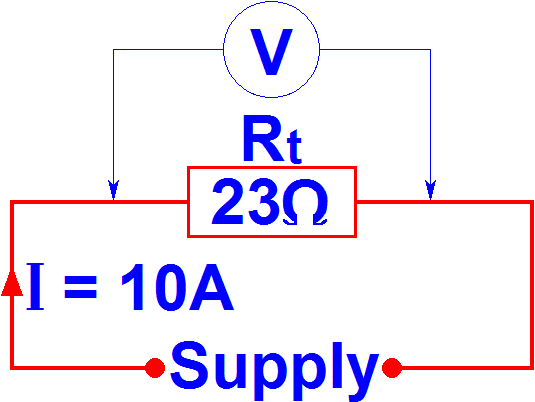 V
Rt
23Ω
I = 10A
Supply